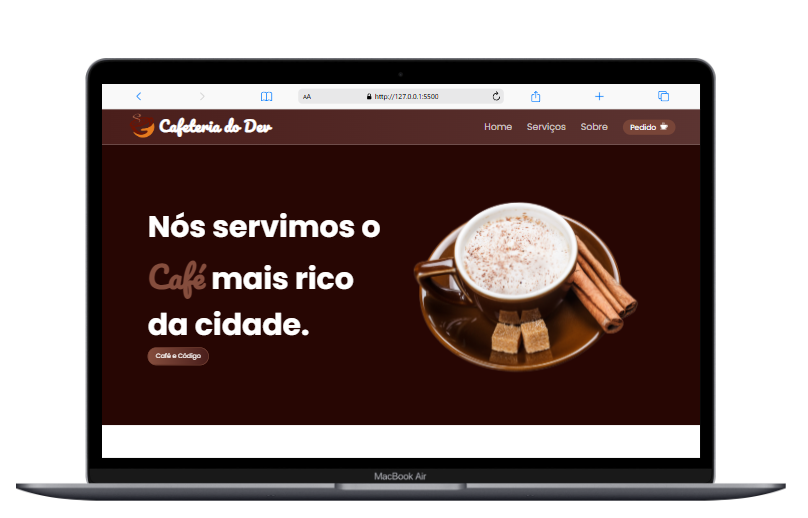 AA http://127.0.0.1:5500
Cafeteria do Dev Home Serviços Sobre Pedido
Nós servimos o
Café mais rico
da cidade.
Café e Código
MacBook Air